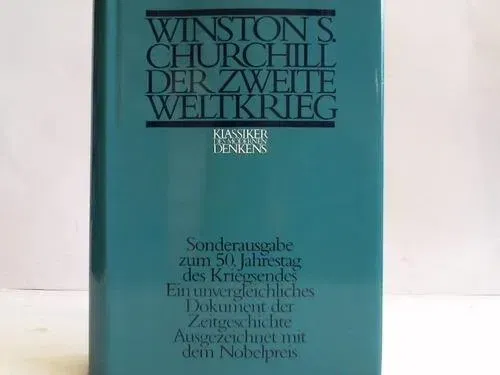 WINSTON S.
CHURCHILL
DER ZWEITE
WELTKRIEG
KLASSIKER
DES MODERNEN
DENKENS
Sonderausgabe
zum 50. Jahrestag
des Kriegsendes
Ein unvergleichliches
Dokument der
Zeitgeschichte
Ausgezeichnet mit
dem Nobelpreis